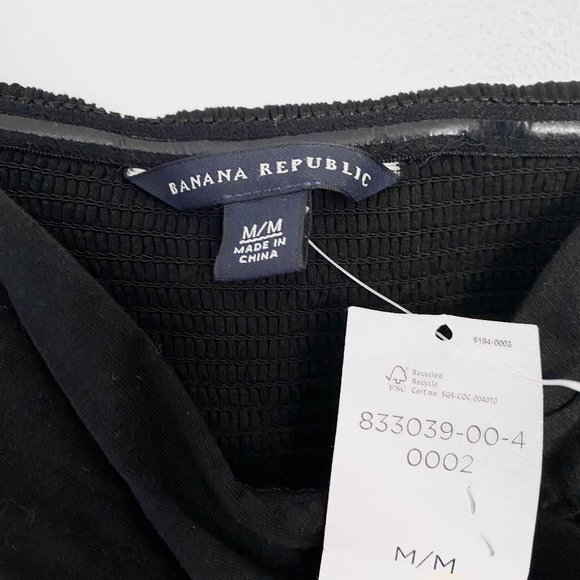 BANANA REPUBLIC
M/M
MADE IN
CHINA
9194-0003
FSC
Recycled
Recycle
Cert no. SGS-COC-004010
833039-00-4
0002
M/M